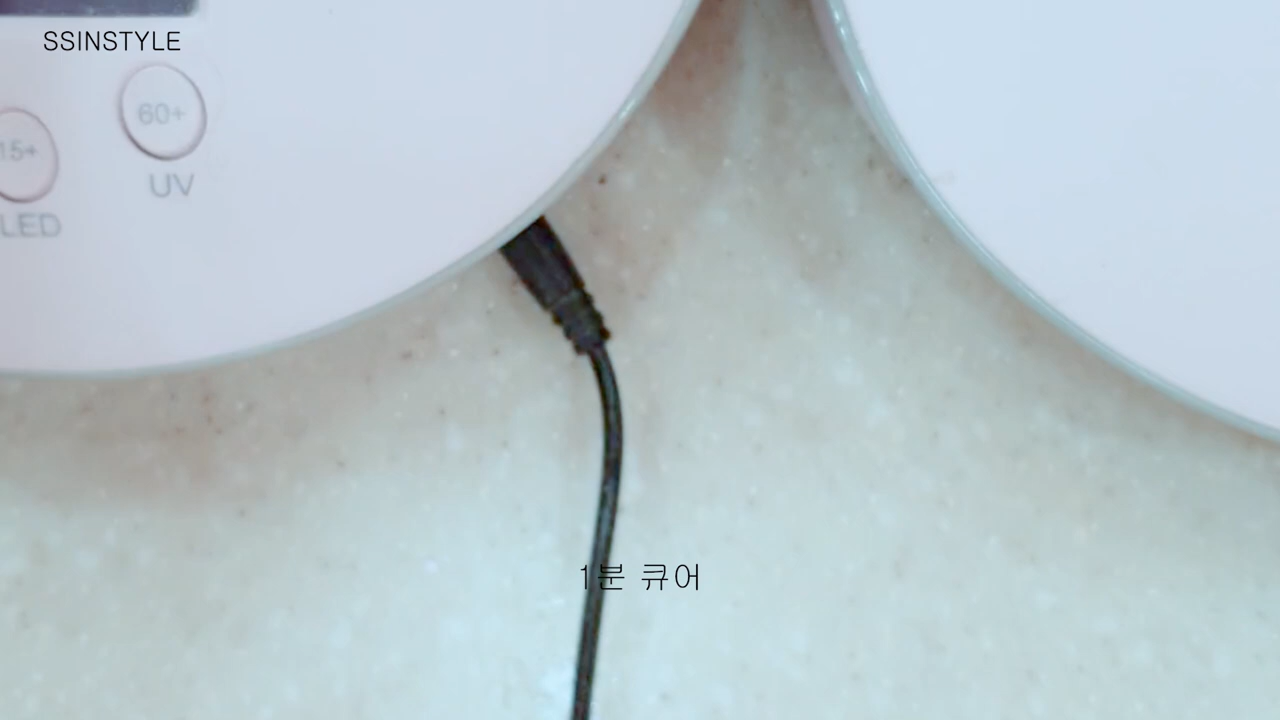 SSINSTYLE
60+
15+
UV
LED
1분 큐어